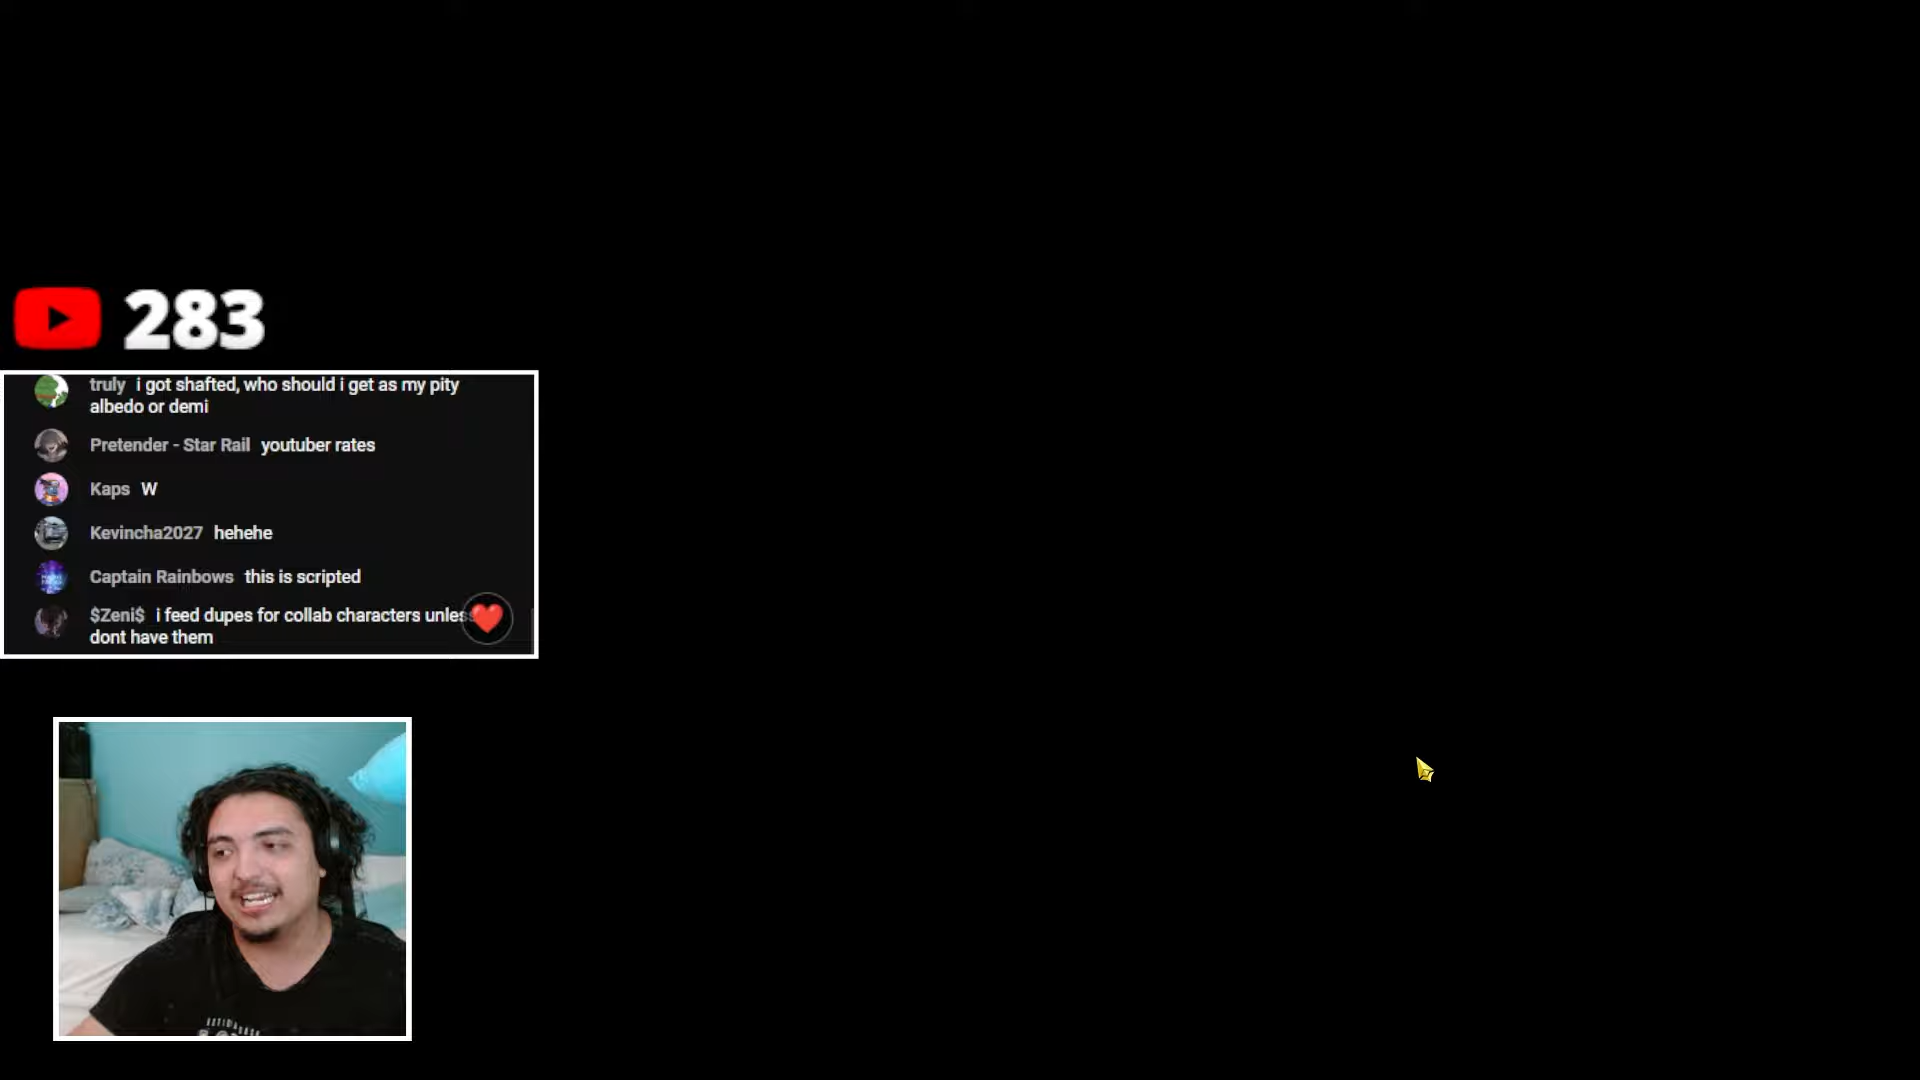 283
truly i got shafted, who should i get as my pity
albedo or demi
Pretender - Star Rail youtuber rates
Kaps W
Kevincha2027 hehehe
Captain Rainbows this is scripted
$Zeni$ i feed dupes for collab characters unless
dont have them